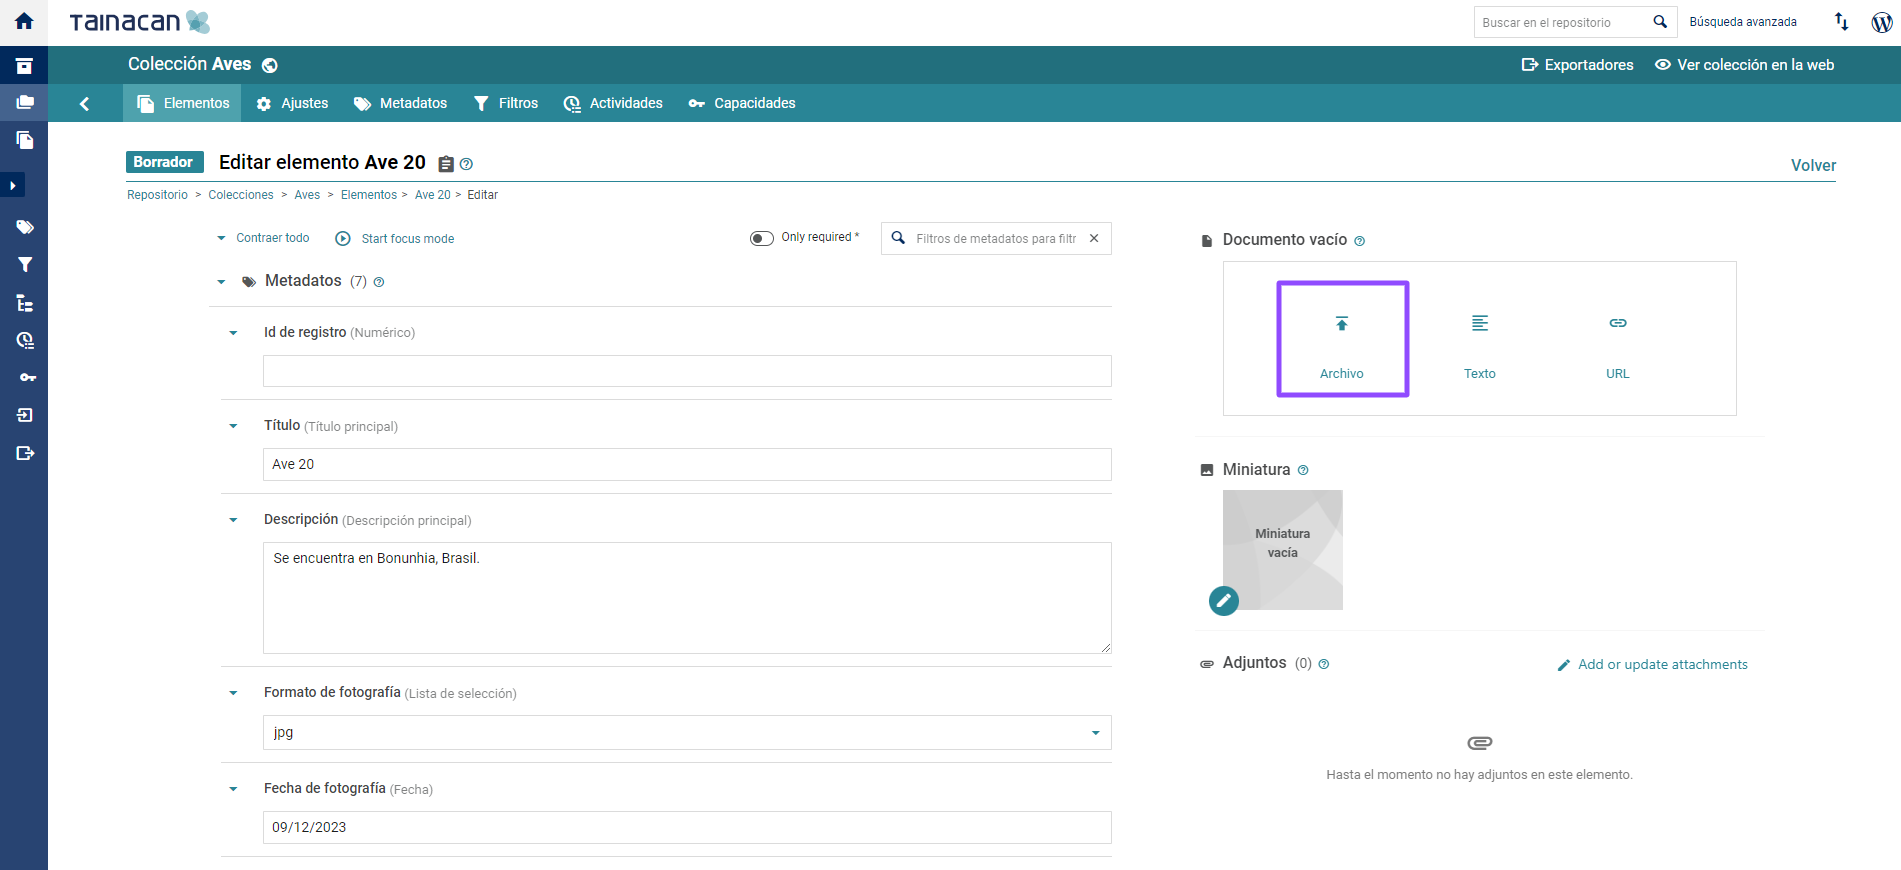 TAINACAN
Buscar en el repositorio
Búsqueda avanzada
Colección Aves
Exportadores
Ver colección en la web
Elementos
Ajustes
Metadatos
Filtros
Actividades
Capacidades
Borrador
Editar elemento Ave 20
Volver
Repositorio > Colecciones > Aves > Elementos > Ave 20 > Editar
Contraer todo
Start focus mode
Only required *
Filtros de metadatos para filtr
Metadatos (7)
Id de registro (Numérico)
Título (Título principal)
Ave 20
Descripción (Descripción principal)
Se encuentra en Bonunhia, Brasil.
Formato de fotografía (Lista de selección)
jpg
Fecha de fotografía (Fecha)
09/12/2023
Documento vacío
Archivo
Texto
URL
Miniatura
Miniatura
vacía
Adjuntos (0)
Add or update attachments
Hasta el momento no hay adjuntos en este elemento.